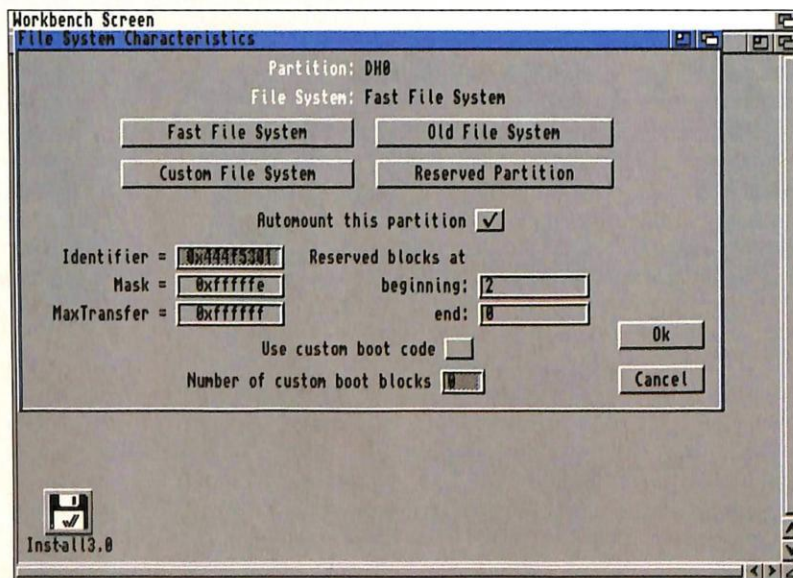 Workbench Screen
File System Characteristics
Partition: DH0
File System: Fast File System
Fast File System
Old File System
Custom File System
Reserved Partition
Automount this partition
Identifier = 0x444f5301
Reserved blocks at
Mask = 0xfffffe
beginning: 2
MaxTransfer = 0xffffff
end: 0
Use custom boot code
Ok
Number of custom boot blocks 0
Cancel
Install3.0